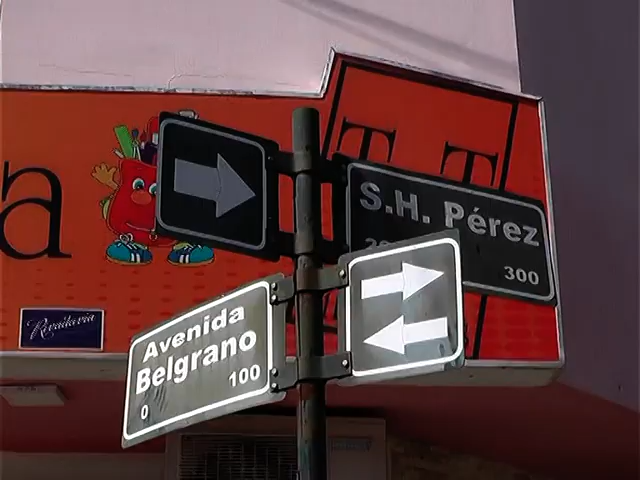 a
T T
S.H. Pérez
300
Rivadavia
Avenida
Belgrano
0 100